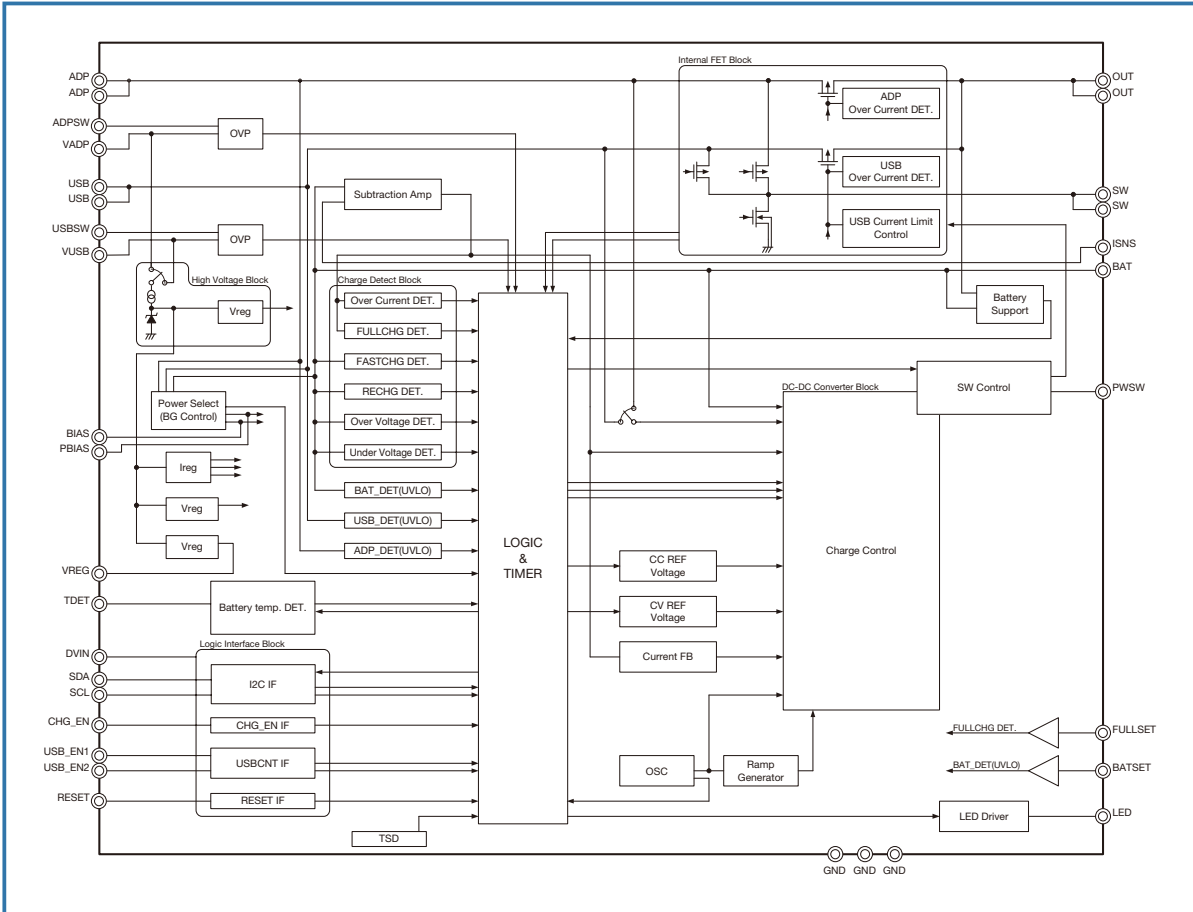 ADP
ADP
ADPSW
VADP
USB
USB
USBSW
VUSB
BIAS
PBIAS
VREG
TDET
DVIN
SDA
SCL
CHG_EN
USB_EN1
USB_EN2
RESET
OVP
OVP
Subtraction Amp
High Voltage Block
Vreg
Power Select
(BG Control)
Ireg
Vreg
Vreg
Battery temp. DET.
Charge Detect Block
Over Current DET.
FULLCHG DET.
FASTCHG DET.
RECHG DET.
Over Voltage DET.
Under Voltage DET.
BAT_DET(UVLO)
USB_DET(UVLO)
ADP_DET(UVLO)
Logic Interface Block
I2C IF
CHG_EN IF
USBCNT IF
RESET IF
TSD
LOGIC
&
TIMER
Internal FET Block
ADP
Over Current DET.
USB
Over Current DET.
USB Current Limit
Control
Battery
Support
DC-DC Converter Block
SW Control
Charge Control
CC REF
Voltage
CV REF
Voltage
Current FB
OSC
Ramp
Generator
FULLCHG DET.
BAT_DET(UVLO)
LED Driver
OUT
OUT
SW
SW
ISNS
BAT
PWSW
FULLSET
BATSET
LED
GND
GND
GND